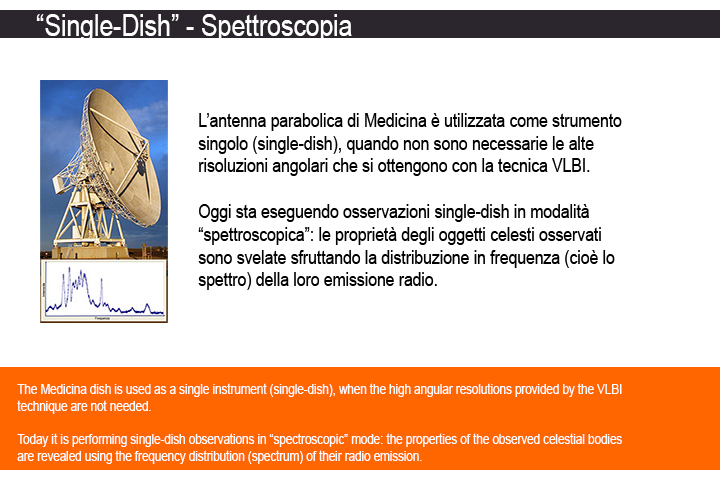 “Single-Dish” - Spettroscopia
L’antenna parabolica di Medicina è utilizzata come strumento
singolo (single-dish), quando non sono necessarie le alte
risoluzioni angolari che si ottengono con la tecnica VLBI.
Oggi sta eseguendo osservazioni single-dish in modalità
“spettroscopica”: le proprietà degli oggetti celesti osservati
sono svelate sfruttando la distribuzione in frequenza (cioè lo
spettro) della loro emissione radio.
Frequenza
The Medicina dish is used as a single instrument (single-dish), when the high angular resolutions provided by the VLBI
technique are not needed.
Today it is performing single-dish observations in “spectroscopic” mode: the properties of the observed celestial bodies
are revealed using the frequency distribution (spectrum) of their radio emission.